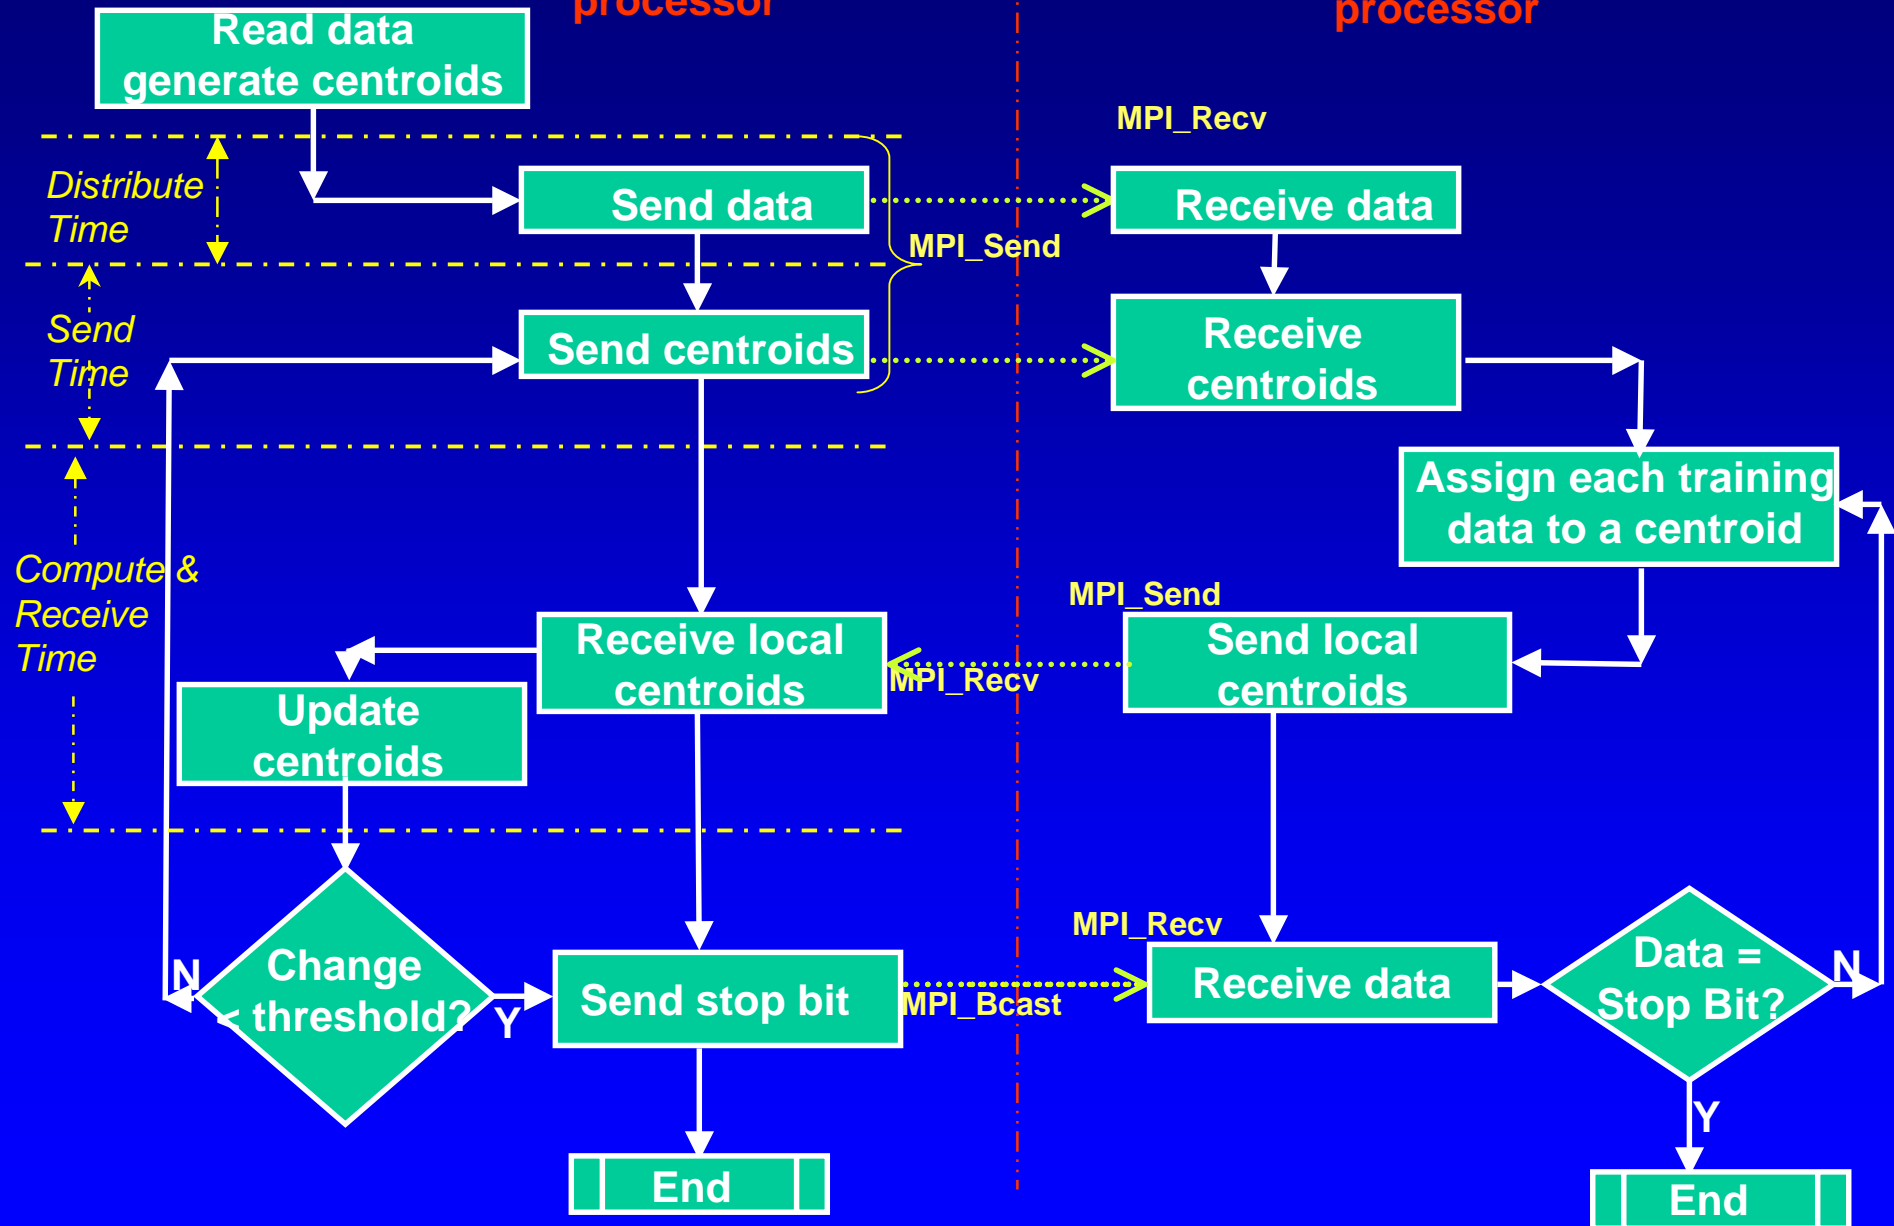 processor
processor
Read data
generate centroids
MPI_Recv
Distribute
Time
Send data
Receive data
MPI_Send
Send
Time
Send centroids
Receive
centroids
Assign each training
data to a centroid
Compute &
Receive
Time
MPI_Send
Receive local
centroids
Send local
centroids
MPI_Recv
Update
centroids
MPI_Recv
Change
< threshold?
N
Y
Send stop bit
MPI_Bcast
Receive data
Data =
Stop Bit?
N
Y
End
End